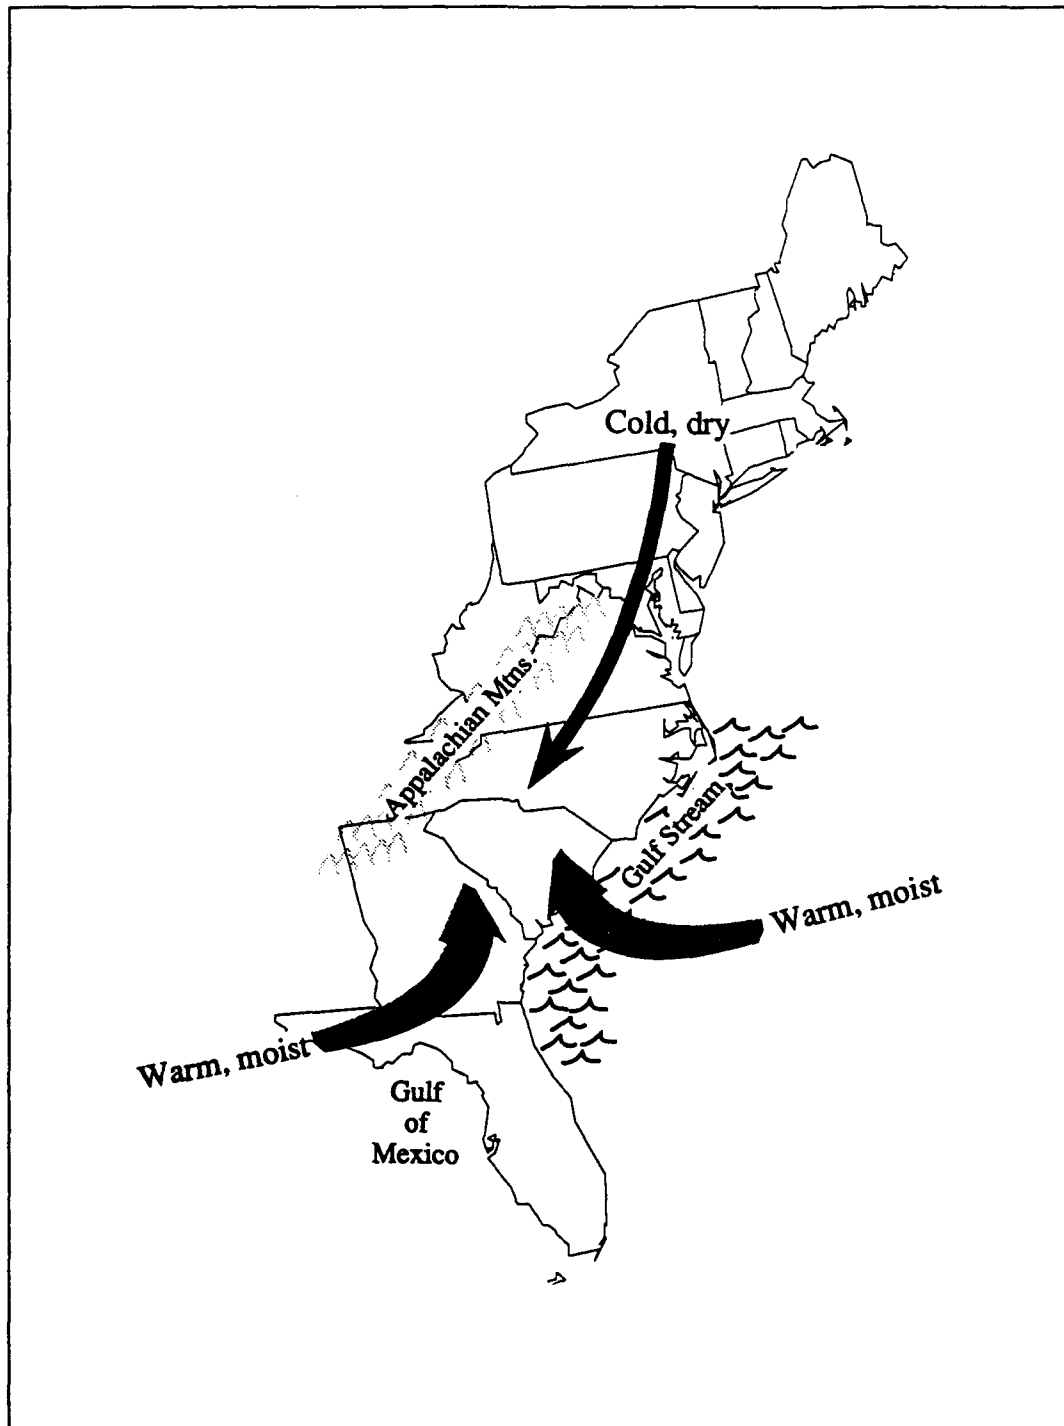 Cold, dry
Appalachian Mtns.
Gulf Stream
Warm, moist
Warm, moist
Gulf
of
Mexico